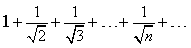 1 + 1/√2 + 1/√3 + … + 1/√n + …